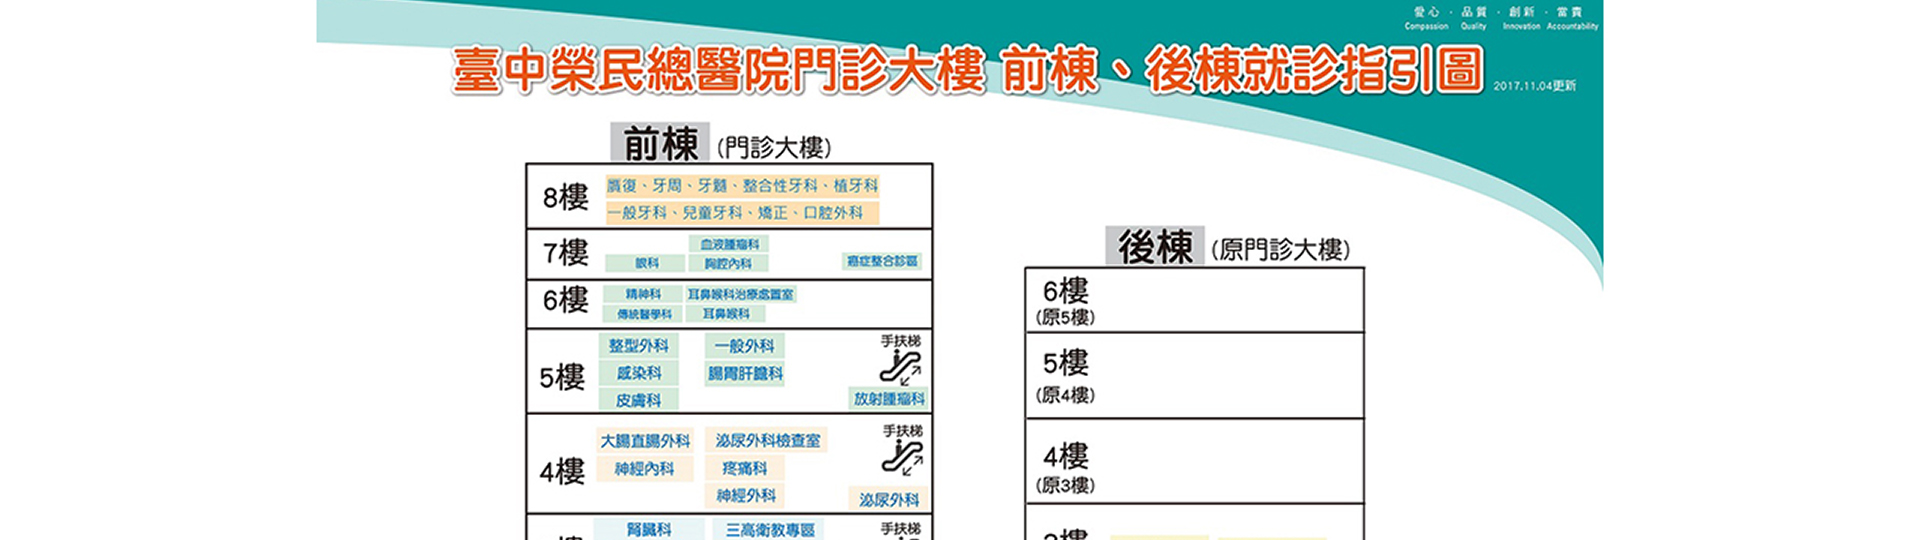 愛心 · 品質 · 創新 · 當責
Compassion Quality Innovation Accountability
臺中榮民總醫院門診大樓 前棟、後棟就診指引圖
2017.11.04更新
前棟 (門診大樓)
8樓
贋復、牙周、牙髓、整合性牙科、植牙科
一般牙科、兒童牙科、矯正、口腔外科
7樓
血液腫瘤科
眼科 胸腔內科 癌症整合診區
6樓
精神科 耳鼻喉科治療處置室
傳統醫學科 耳鼻喉科
5樓
整型外科 一般外科 手扶梯
感染科 腸胃肝膽科
皮膚科 放射腫瘤科
4樓
大腸直腸外科 泌尿外科檢查室 手扶梯
神經內科 疼痛科
神經外科 泌尿外科
腎臟科 三高衛教專區 手扶梯
後棟 (原門診大樓)
6樓
(原5樓)
5樓
(原4樓)
4樓
(原3樓)